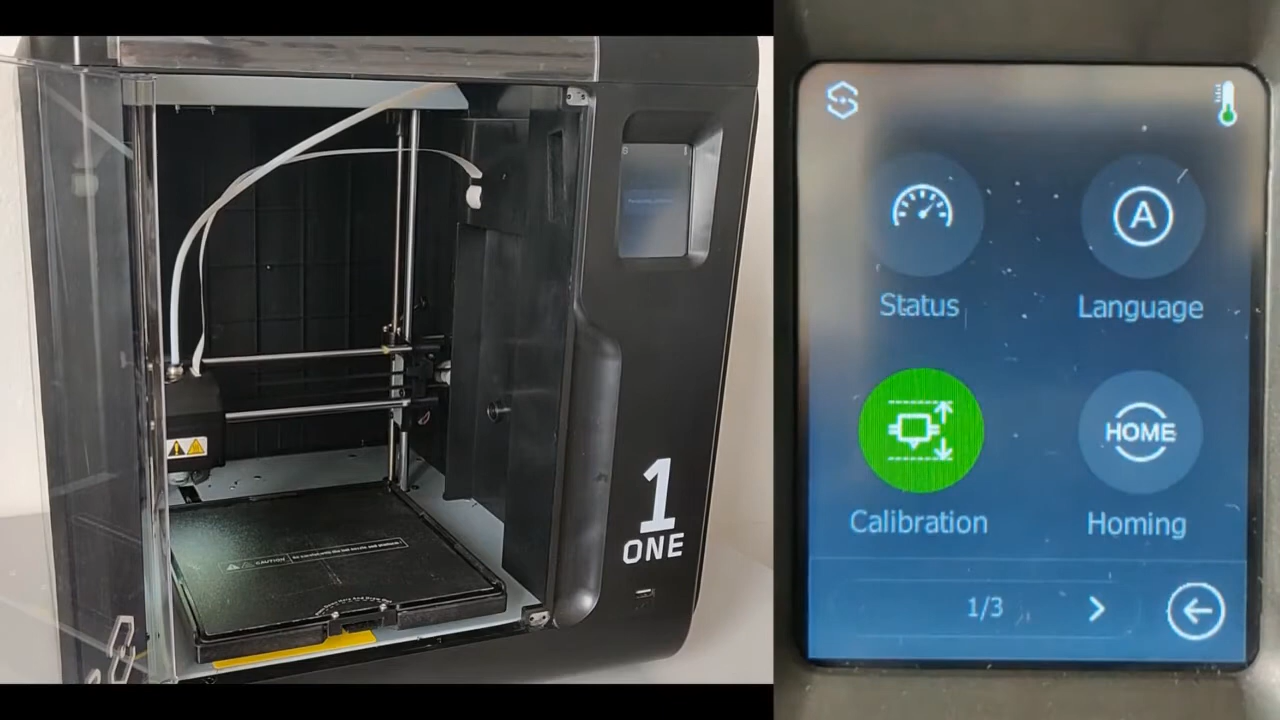 1
ONE
CAUTION
Status
A
Language
HOME
Calibration
Homing
1/3